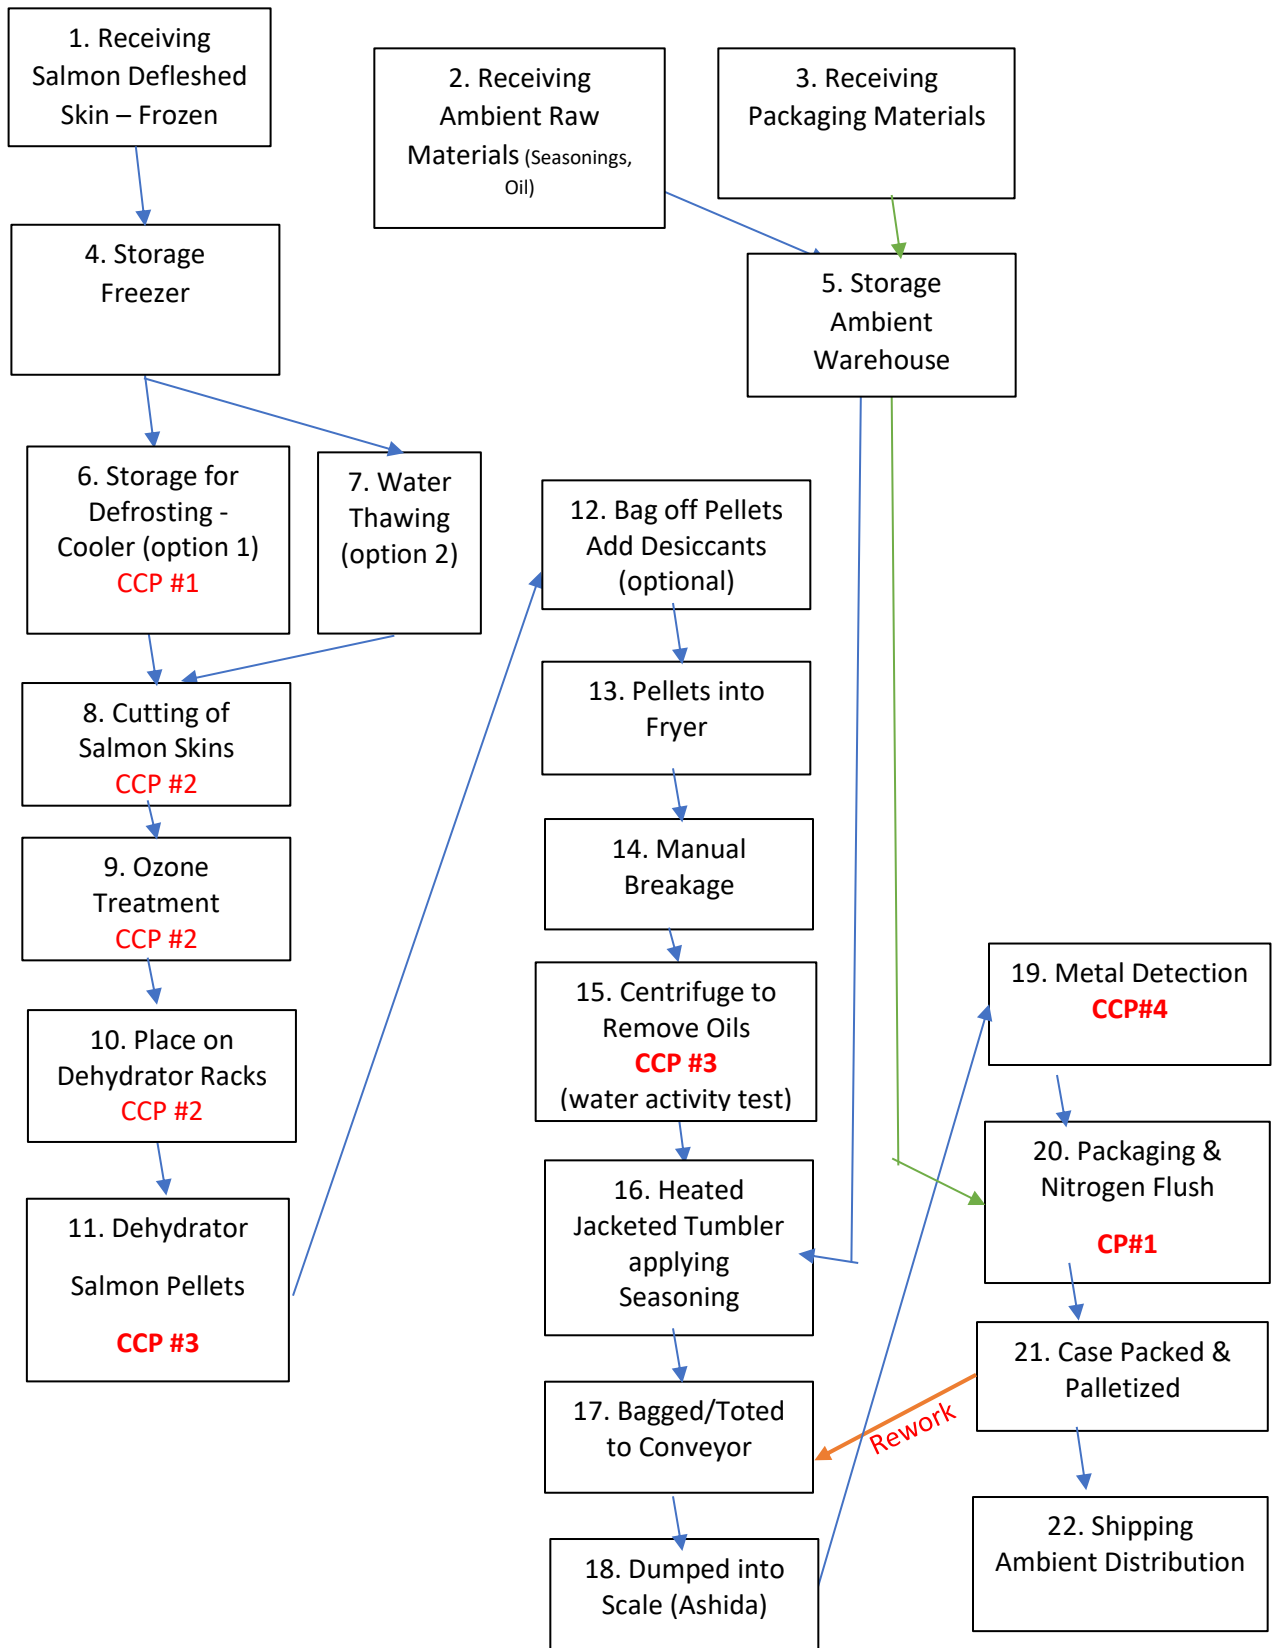 1. Receiving
Salmon Defleshed
Skin – Frozen
2. Receiving
Ambient Raw
Materials (Seasonings,
Oil)
3. Receiving
Packaging Materials
4. Storage
Freezer
5. Storage
Ambient
Warehouse
6. Storage for
Defrosting -
Cooler (option 1)
CCP #1
7. Water
Thawing
(option 2)
8. Cutting of
Salmon Skins
CCP #2
9. Ozone
Treatment
CCP #2
10. Place on
Dehydrator Racks
CCP #2
11. Dehydrator
Salmon Pellets
CCP #3
12. Bag off Pellets
Add Desiccants
(optional)
13. Pellets into
Fryer
14. Manual
Breakage
15. Centrifuge to
Remove Oils
CCP #3
(water activity test)
16. Heated
Jacketed Tumbler
applying
Seasoning
17. Bagged/Toted
to Conveyor
18. Dumped into
Scale (Ashida)
19. Metal Detection
CCP#4
20. Packaging &
Nitrogen Flush
CP#1
21. Case Packed &
Palletized
Rework
22. Shipping
Ambient Distribution